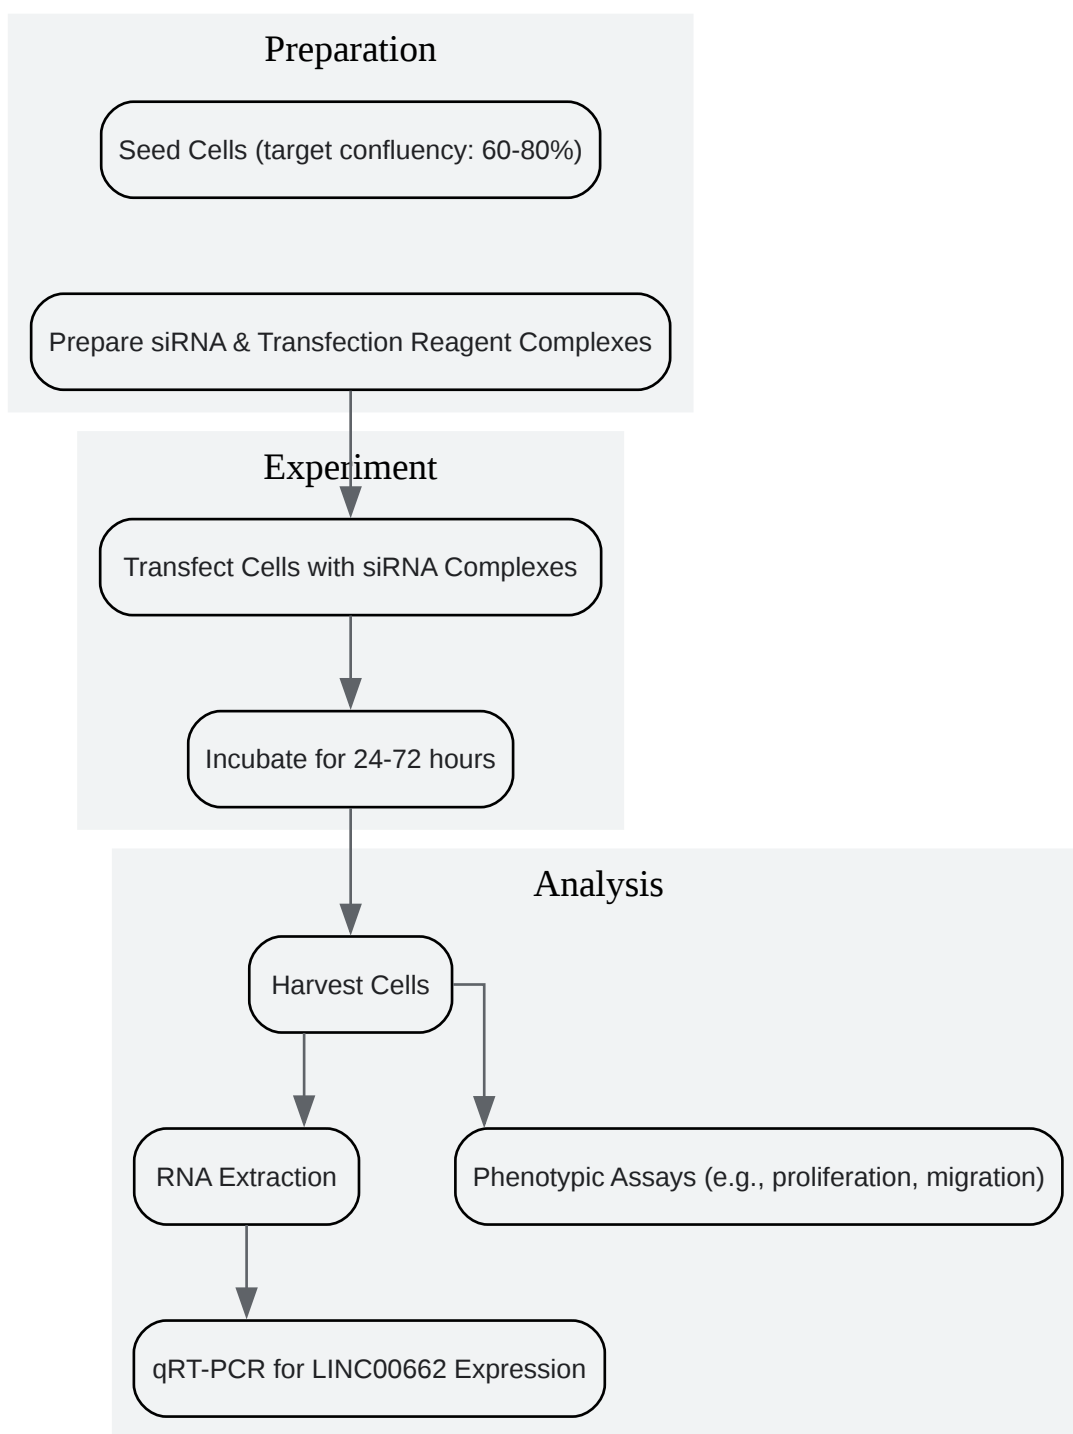 Preparation
Seed Cells (target confluency: 60-80%)
Prepare siRNA & Transfection Reagent Complexes
Experiment
Transfect Cells with siRNA Complexes
Incubate for 24-72 hours
Analysis
Harvest Cells
RNA Extraction
Phenotypic Assays (e.g., proliferation, migration)
qRT-PCR for LINC00662 Expression